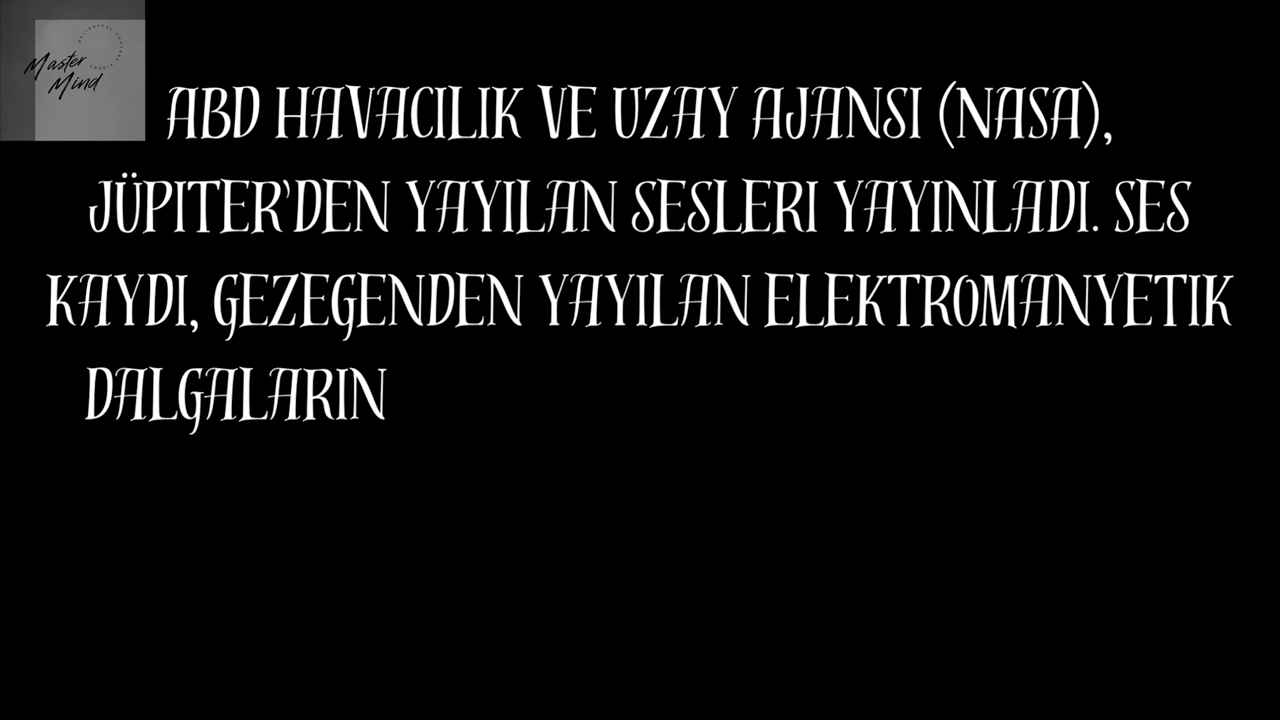 Master
Mind
ABD HAVACILIK VE UZAY AJANSI (NASA),
JÜPITER'DEN YAYILAN SESLERI YAYINLADI. SES
KAYDI, GEZEGENDEN YAYILAN ELEKTROMANYETIK
DALGALARIN